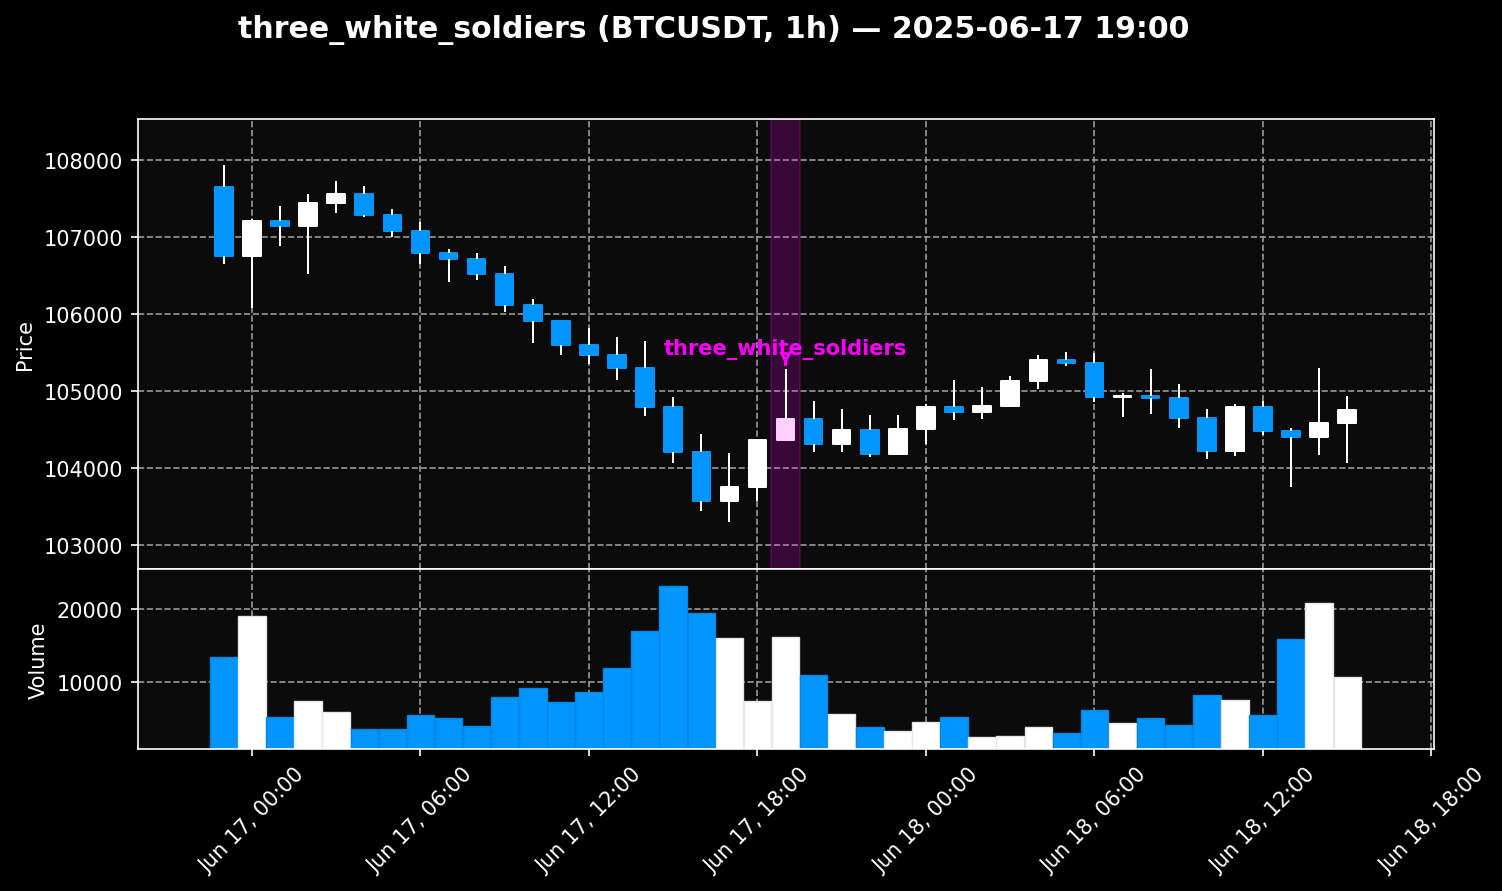 three_white_soldiers (BTCUSDT, 1h) — 2025-06-17 19:00
Price
108000
107000
106000
105000
104000
103000
three_white_soldiers
Volume
20000
10000
Jun 17, 00:00
Jun 17, 06:00
Jun 17, 12:00
Jun 17, 18:00
Jun 18, 00:00
Jun 18, 06:00
Jun 18, 12:00
Jun 18, 18:00